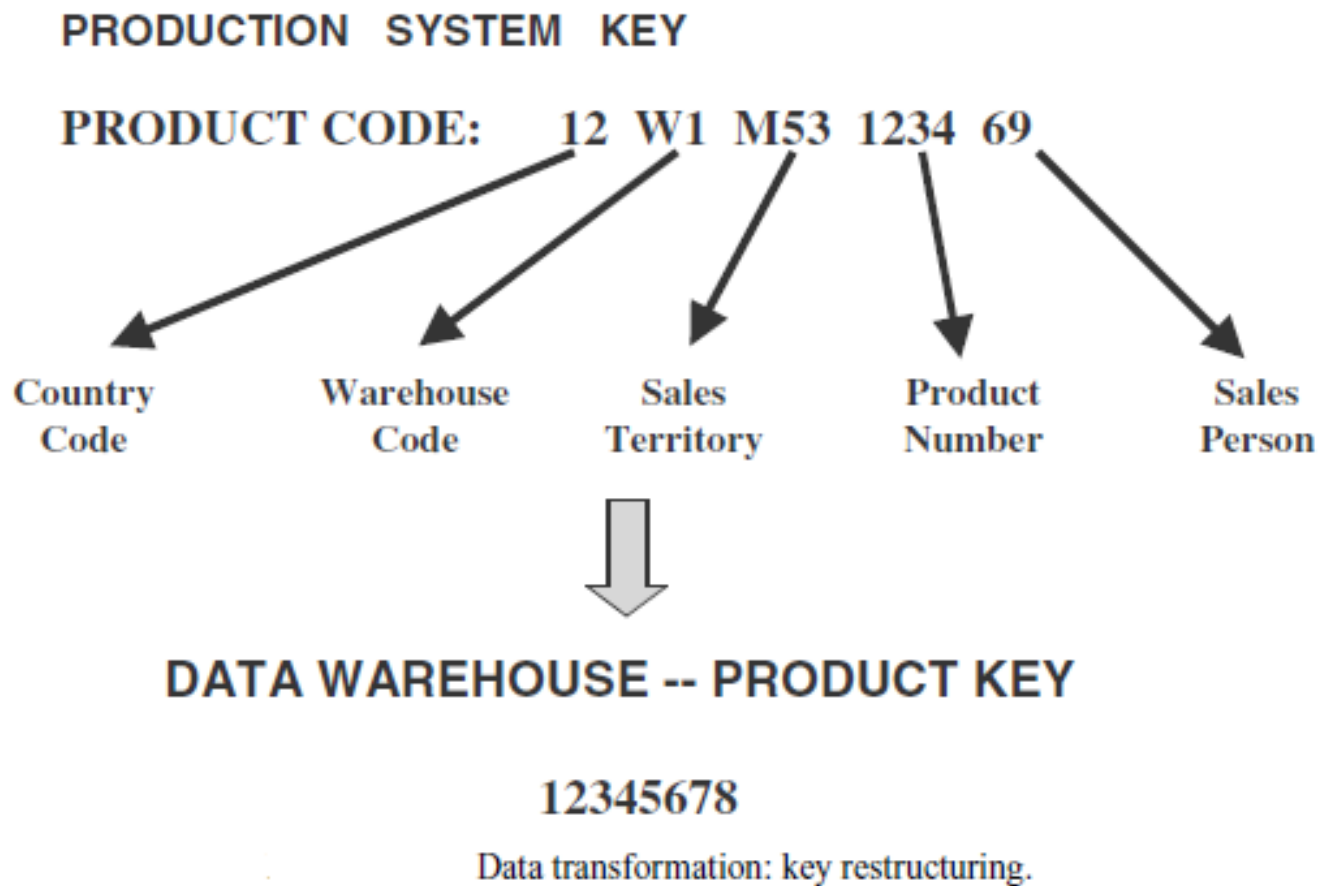 PRODUCTION SYSTEM KEY
PRODUCT CODE: 12 W1 M53 1234 69
Country Code
Warehouse Code
Sales Territory
Product Number
Sales Person
DATA WAREHOUSE -- PRODUCT KEY
12345678
Data transformation: key restructuring.